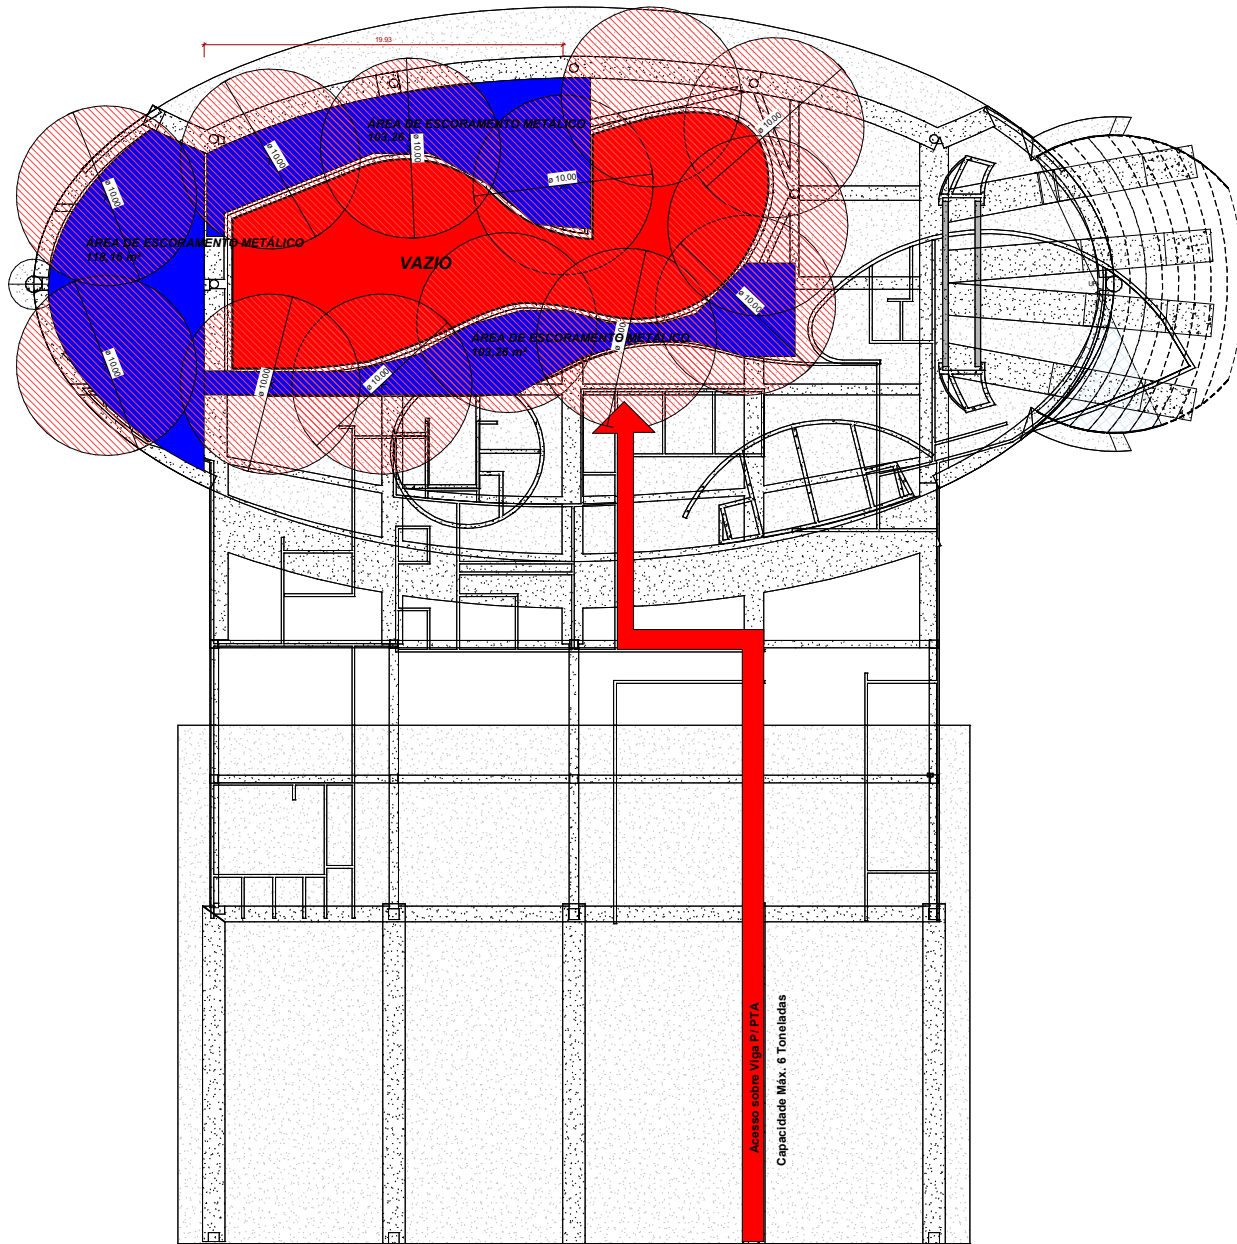 19.93
ÁREA DE ESCORAMENTO METÁLICO
103,26
ø 10,00
ø 10,00
ø 10,00
ø 10,00
ø 10,00
ÁREA DE ESCORAMENTO METÁLICO
118,16 m²
VAZIO
ø 10,00
ÁREA DE ESCORAMENTO METÁLICO
103,26 m²
ø 10,00
ø 10,00
ø 10,00
ø 10,00
Acesso sobre Viga P/ PTA
Capacidade Máx. 6 Toneladas